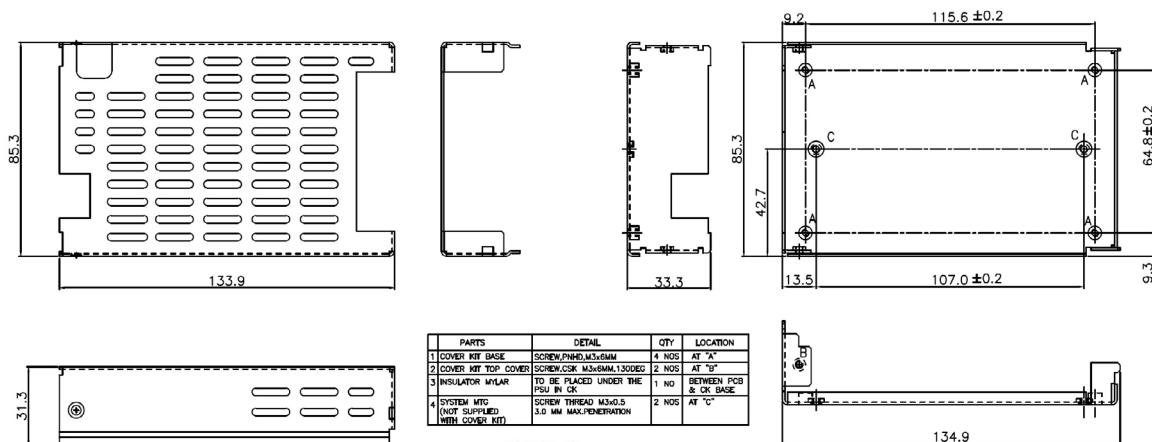 9.2
115.6 ±0.2
85.3
A
A
C
C
85.3
42.7
64.8±0.2
A
A
133.9
33.3
13.5
107.0 ±0.2
9.3
PARTS DETAIL QTY LOCATION
1 COVER KIT BASE SCREW,PNHD,M3x6MM 4 NOS AT "A"
2 COVER KIT TOP COVER SCREW,CSK M3x6MM,130DEG 2 NOS AT "B"
3 INSULATOR MYLAR TO BE PLACED UNDER THE 1 NO BETWEEN PCB
PSU IN CK & CK BASE
4 SYSTEM MTG SCREW THREAD M3x0.5 2 NOS AT "C"
(NOT SUPPLIED 3.0 MM MAX.PENETRATION
WITH COVER KIT)
31.3
B
134.9